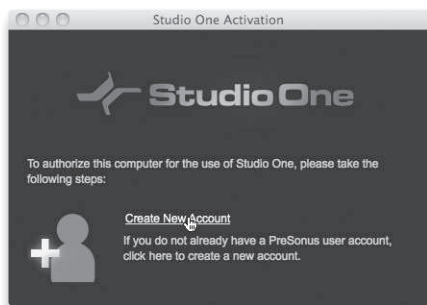 Studio One Activation
Studio One
To authorize this computer for the use of Studio One, please take the
following steps:
Create New Account
If you do not already have a PreSonus user account,
click here to create a new account.